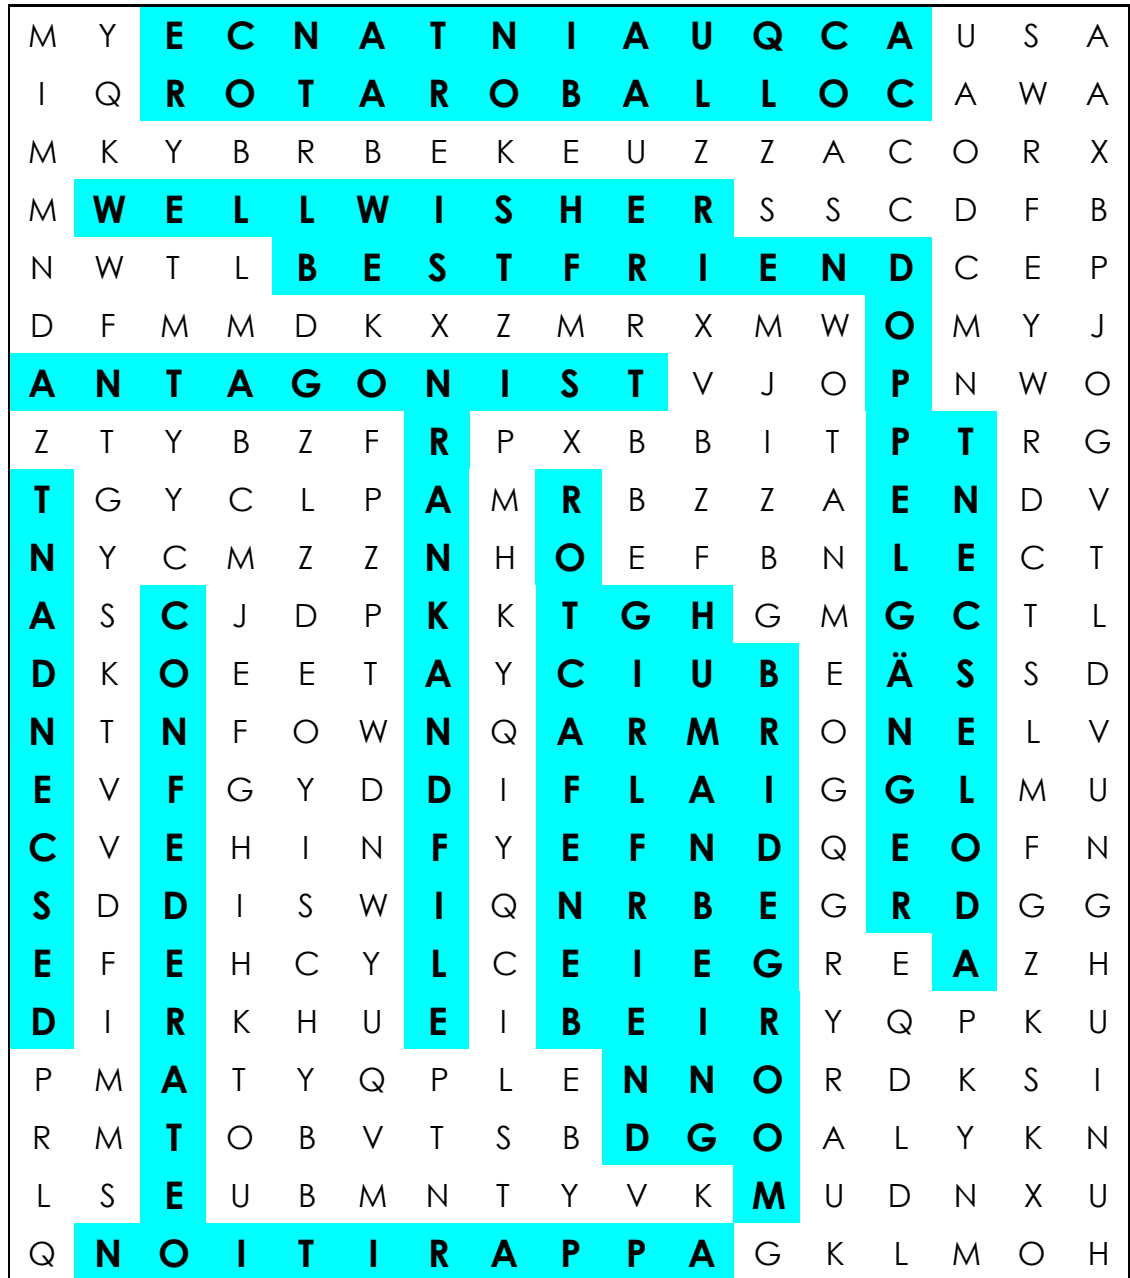 M Y E C N A T N I A U Q C A U S A
I Q R O T A R O B A L L O C A W A
M K Y B R B E K E U Z Z A C O R X
M W E L L W I S H E R S S C D F B
N W T L B E S T F R I E N D C E P
D F M M D K X Z M R X M W O M Y J
A N T A G O N I S T V J O P N W O
Z T Y B Z F R P X B B I T P T R G
T G Y C L P A M R B Z Z A E N D V
N Y C M Z Z N H O E F B N L E C T
A S C J D P K K T G H G M G C T L
D K O E E T A Y C I U B E Ä S S D
N T N F O W N Q A R M R O N E L V
E V F G Y D D I F L A I G G L M U
C V E H I N F Y E F N D Q E O F N
S D D I S W I Q N R B E G R D G G
E F E H C Y L C E I E G R E A Z H
D I R K H U E I B E I R Y Q P K U
P M A T Y Q P L E N N O R D K S I
R M T O B V T S B D G O A L Y K N
L S E U B M N T Y V K M U D N X U
Q N O I T I R A P P A G K L M O H